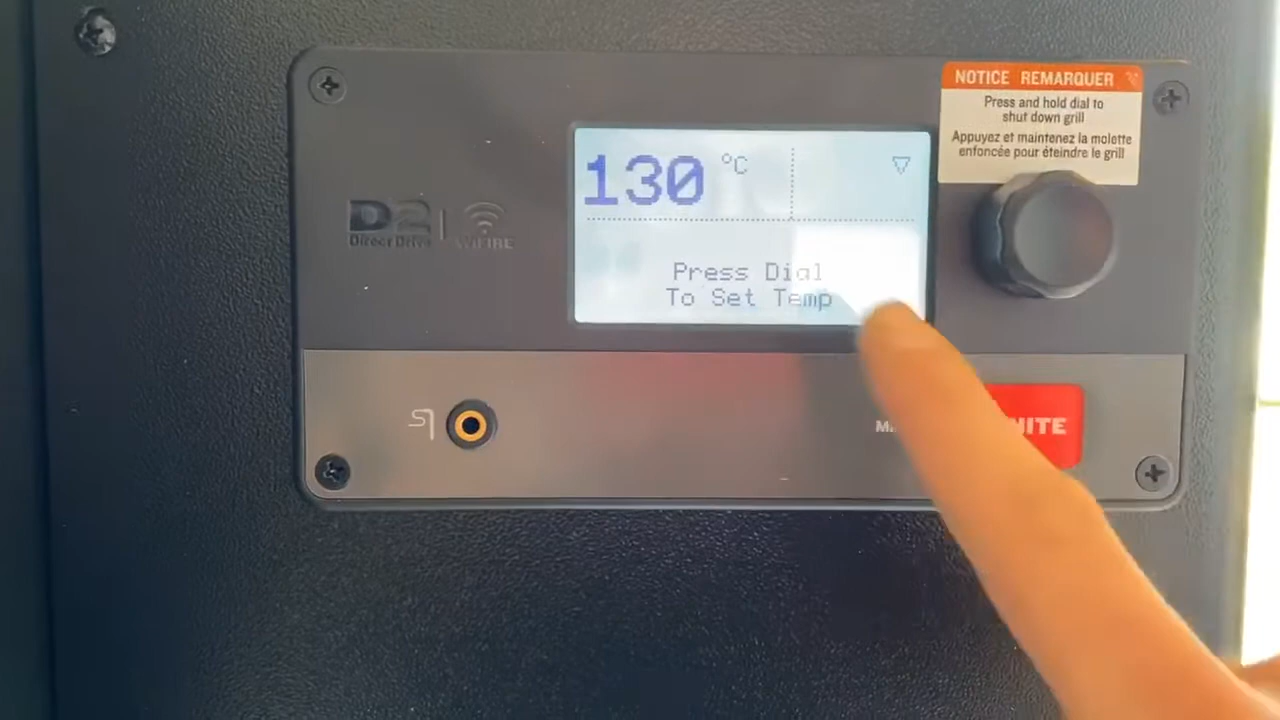 NOTICE REMARQUER
Press and hold dial to
shut down grill
Appuyez et maintenez la molette
enfoncée pour éteindre le grill
130 °C
D2
Direct Drive
WiFIRE
Press Dial
To Set Temp